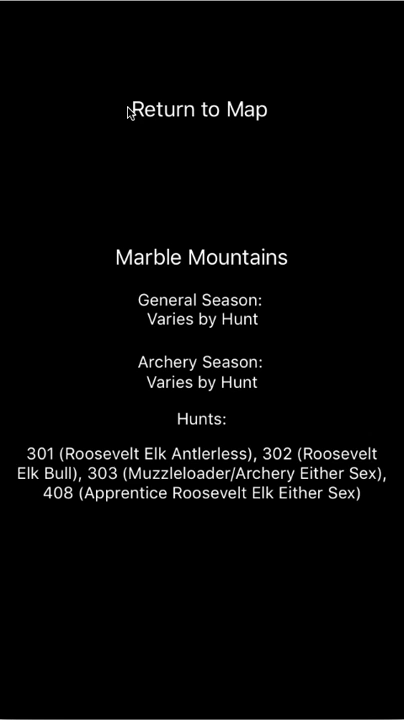 Return to Map
Marble Mountains
General Season:
Varies by Hunt
Archery Season:
Varies by Hunt
Hunts:
301 (Roosevelt Elk Antlerless), 302 (Roosevelt
Elk Bull), 303 (Muzzleloader/Archery Either Sex),
408 (Apprentice Roosevelt Elk Either Sex)